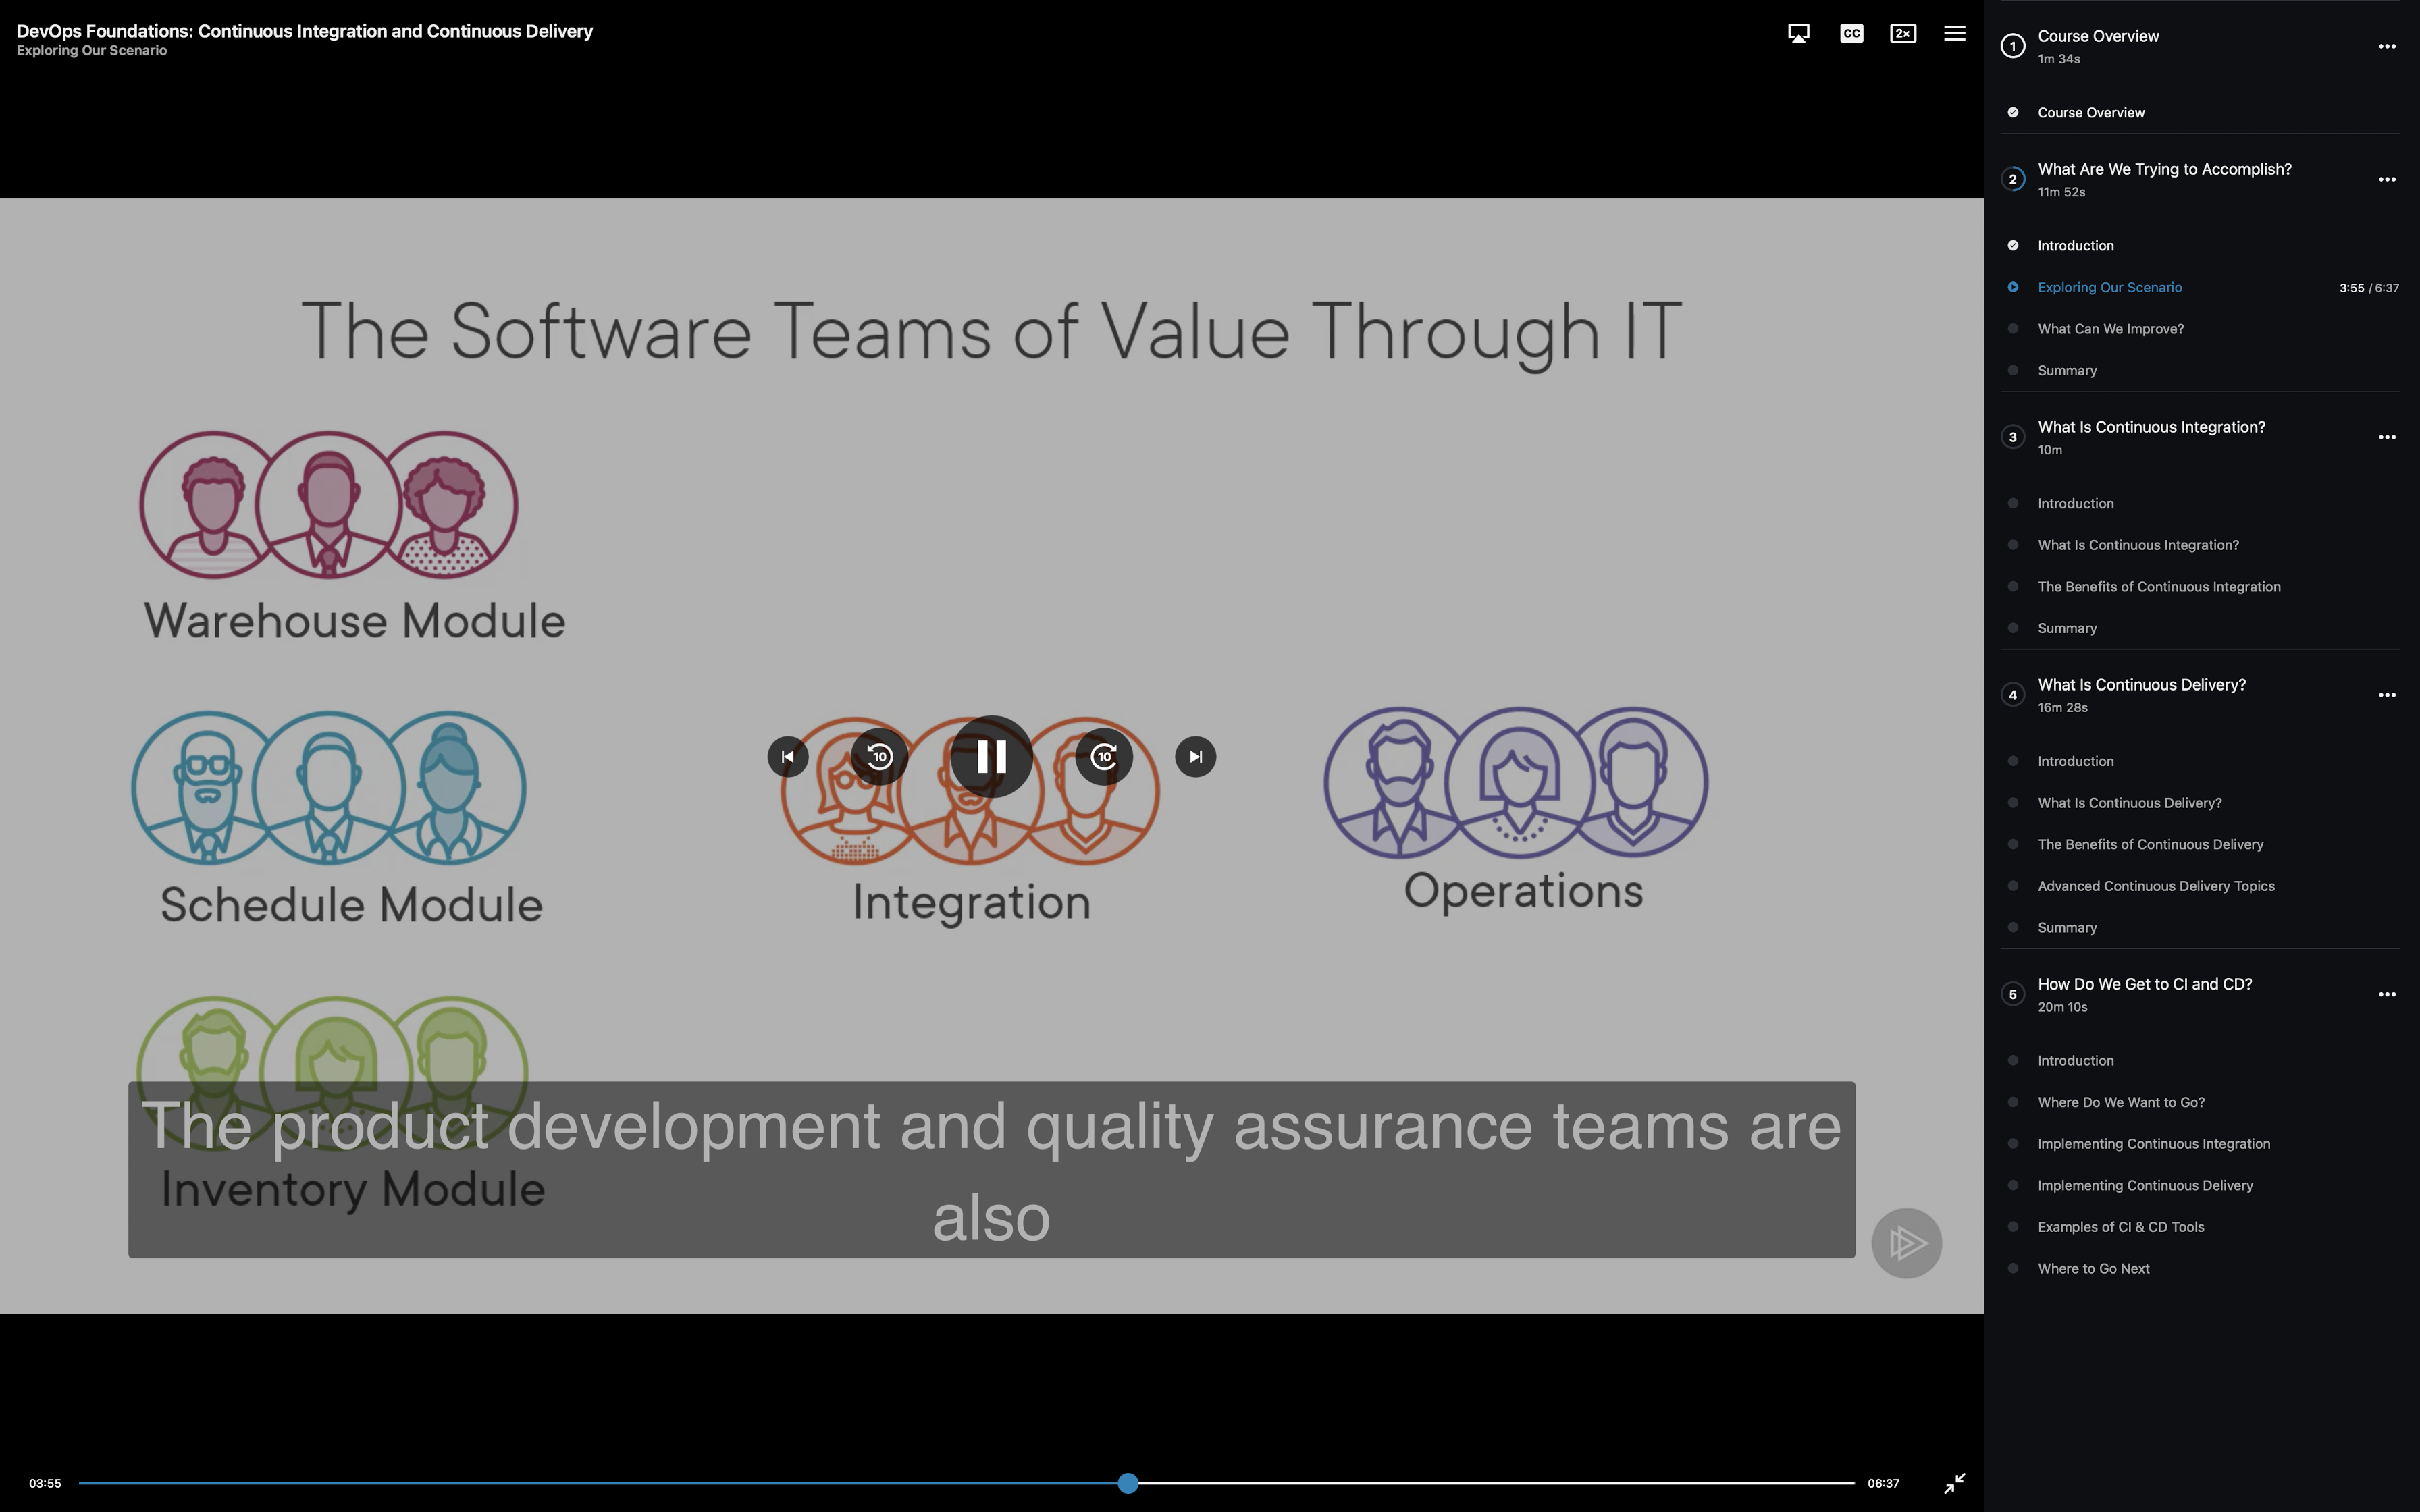 DevOps Foundations: Continuous Integration and Continuous Delivery
Exploring Our Scenario
CC
2×
The Software Teams of Value Through IT
Warehouse Module
Schedule Module
10
10
Integration
Operations
Inventory Module
The product development and quality assurance teams are
also
03:55
06:37
1
Course Overview
1m 34s
Course Overview
2
What Are We Trying to Accomplish?
11m 52s
Introduction
Exploring Our Scenario 3:55 / 6:37
What Can We Improve?
Summary
3
What Is Continuous Integration?
10m
Introduction
What Is Continuous Integration?
The Benefits of Continuous Integration
Summary
4
What Is Continuous Delivery?
16m 28s
Introduction
What Is Continuous Delivery?
The Benefits of Continuous Delivery
Advanced Continuous Delivery Topics
Summary
5
How Do We Get to CI and CD?
20m 10s
Introduction
Where Do We Want to Go?
Implementing Continuous Integration
Implementing Continuous Delivery
Examples of CI & CD Tools
Where to Go Next